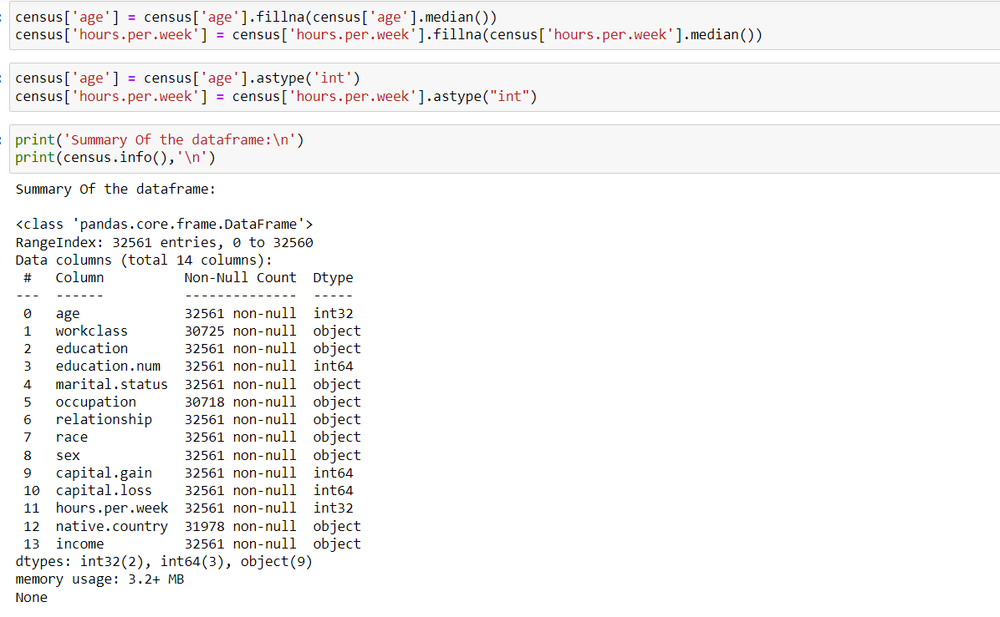 census['age'] = census['age'].fillna(census['age'].median())
census['hours.per.week'] = census['hours.per.week'].fillna(census['hours.per.week'].median())
census['age'] = census['age'].astype('int')
census['hours.per.week'] = census['hours.per.week'].astype("int")
print('Summary Of the dataframe:\n')
print(census.info(),'\n')
Summary Of the dataframe:
<class 'pandas.core.frame.DataFrame'>
RangeIndex: 32561 entries, 0 to 32560
Data columns (total 14 columns):
 #   Column          Non-Null Count  Dtype
---  ------          --------------  -----
 0   age             32561 non-null  int32
 1   workclass       30725 non-null  object
 2   education       32561 non-null  object
 3   education.num   32561 non-null  int64
 4   marital.status  32561 non-null  object
 5   occupation      30718 non-null  object
 6   relationship    32561 non-null  object
 7   race            32561 non-null  object
 8   sex             32561 non-null  object
 9   capital.gain    32561 non-null  int64
 10  capital.loss    32561 non-null  int64
 11  hours.per.week  32561 non-null  int32
 12  native.country  31978 non-null  object
 13  income          32561 non-null  object
dtypes: int32(2), int64(3), object(9)
memory usage: 3.2+ MB
None